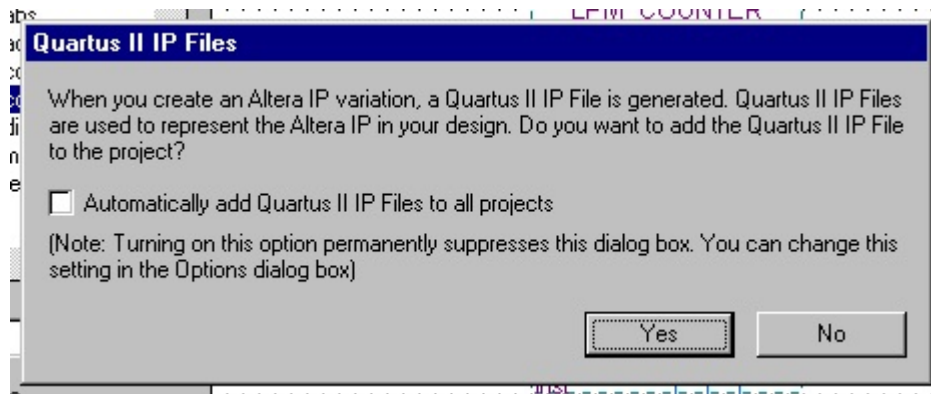 abs
LPM_COUNTER
Quartus II IP Files
When you create an Altera IP variation, a Quartus II IP File is generated. Quartus II IP Files
are used to represent the Altera IP in your design. Do you want to add the Quartus II IP File
to the project?
Automatically add Quartus II IP Files to all projects
(Note: Turning on this option permanently suppresses this dialog box. You can change this
setting in the Options dialog box)
Yes
No